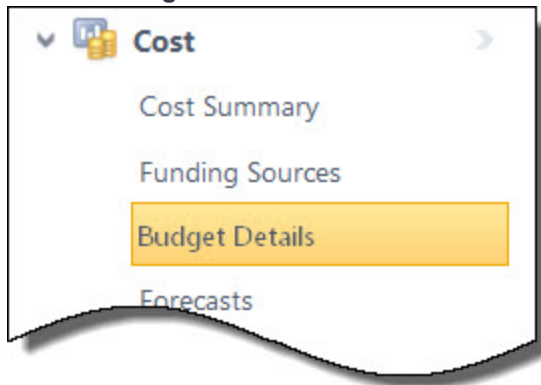 Cost
Cost Summary
Funding Sources
Budget Details
Forecasts